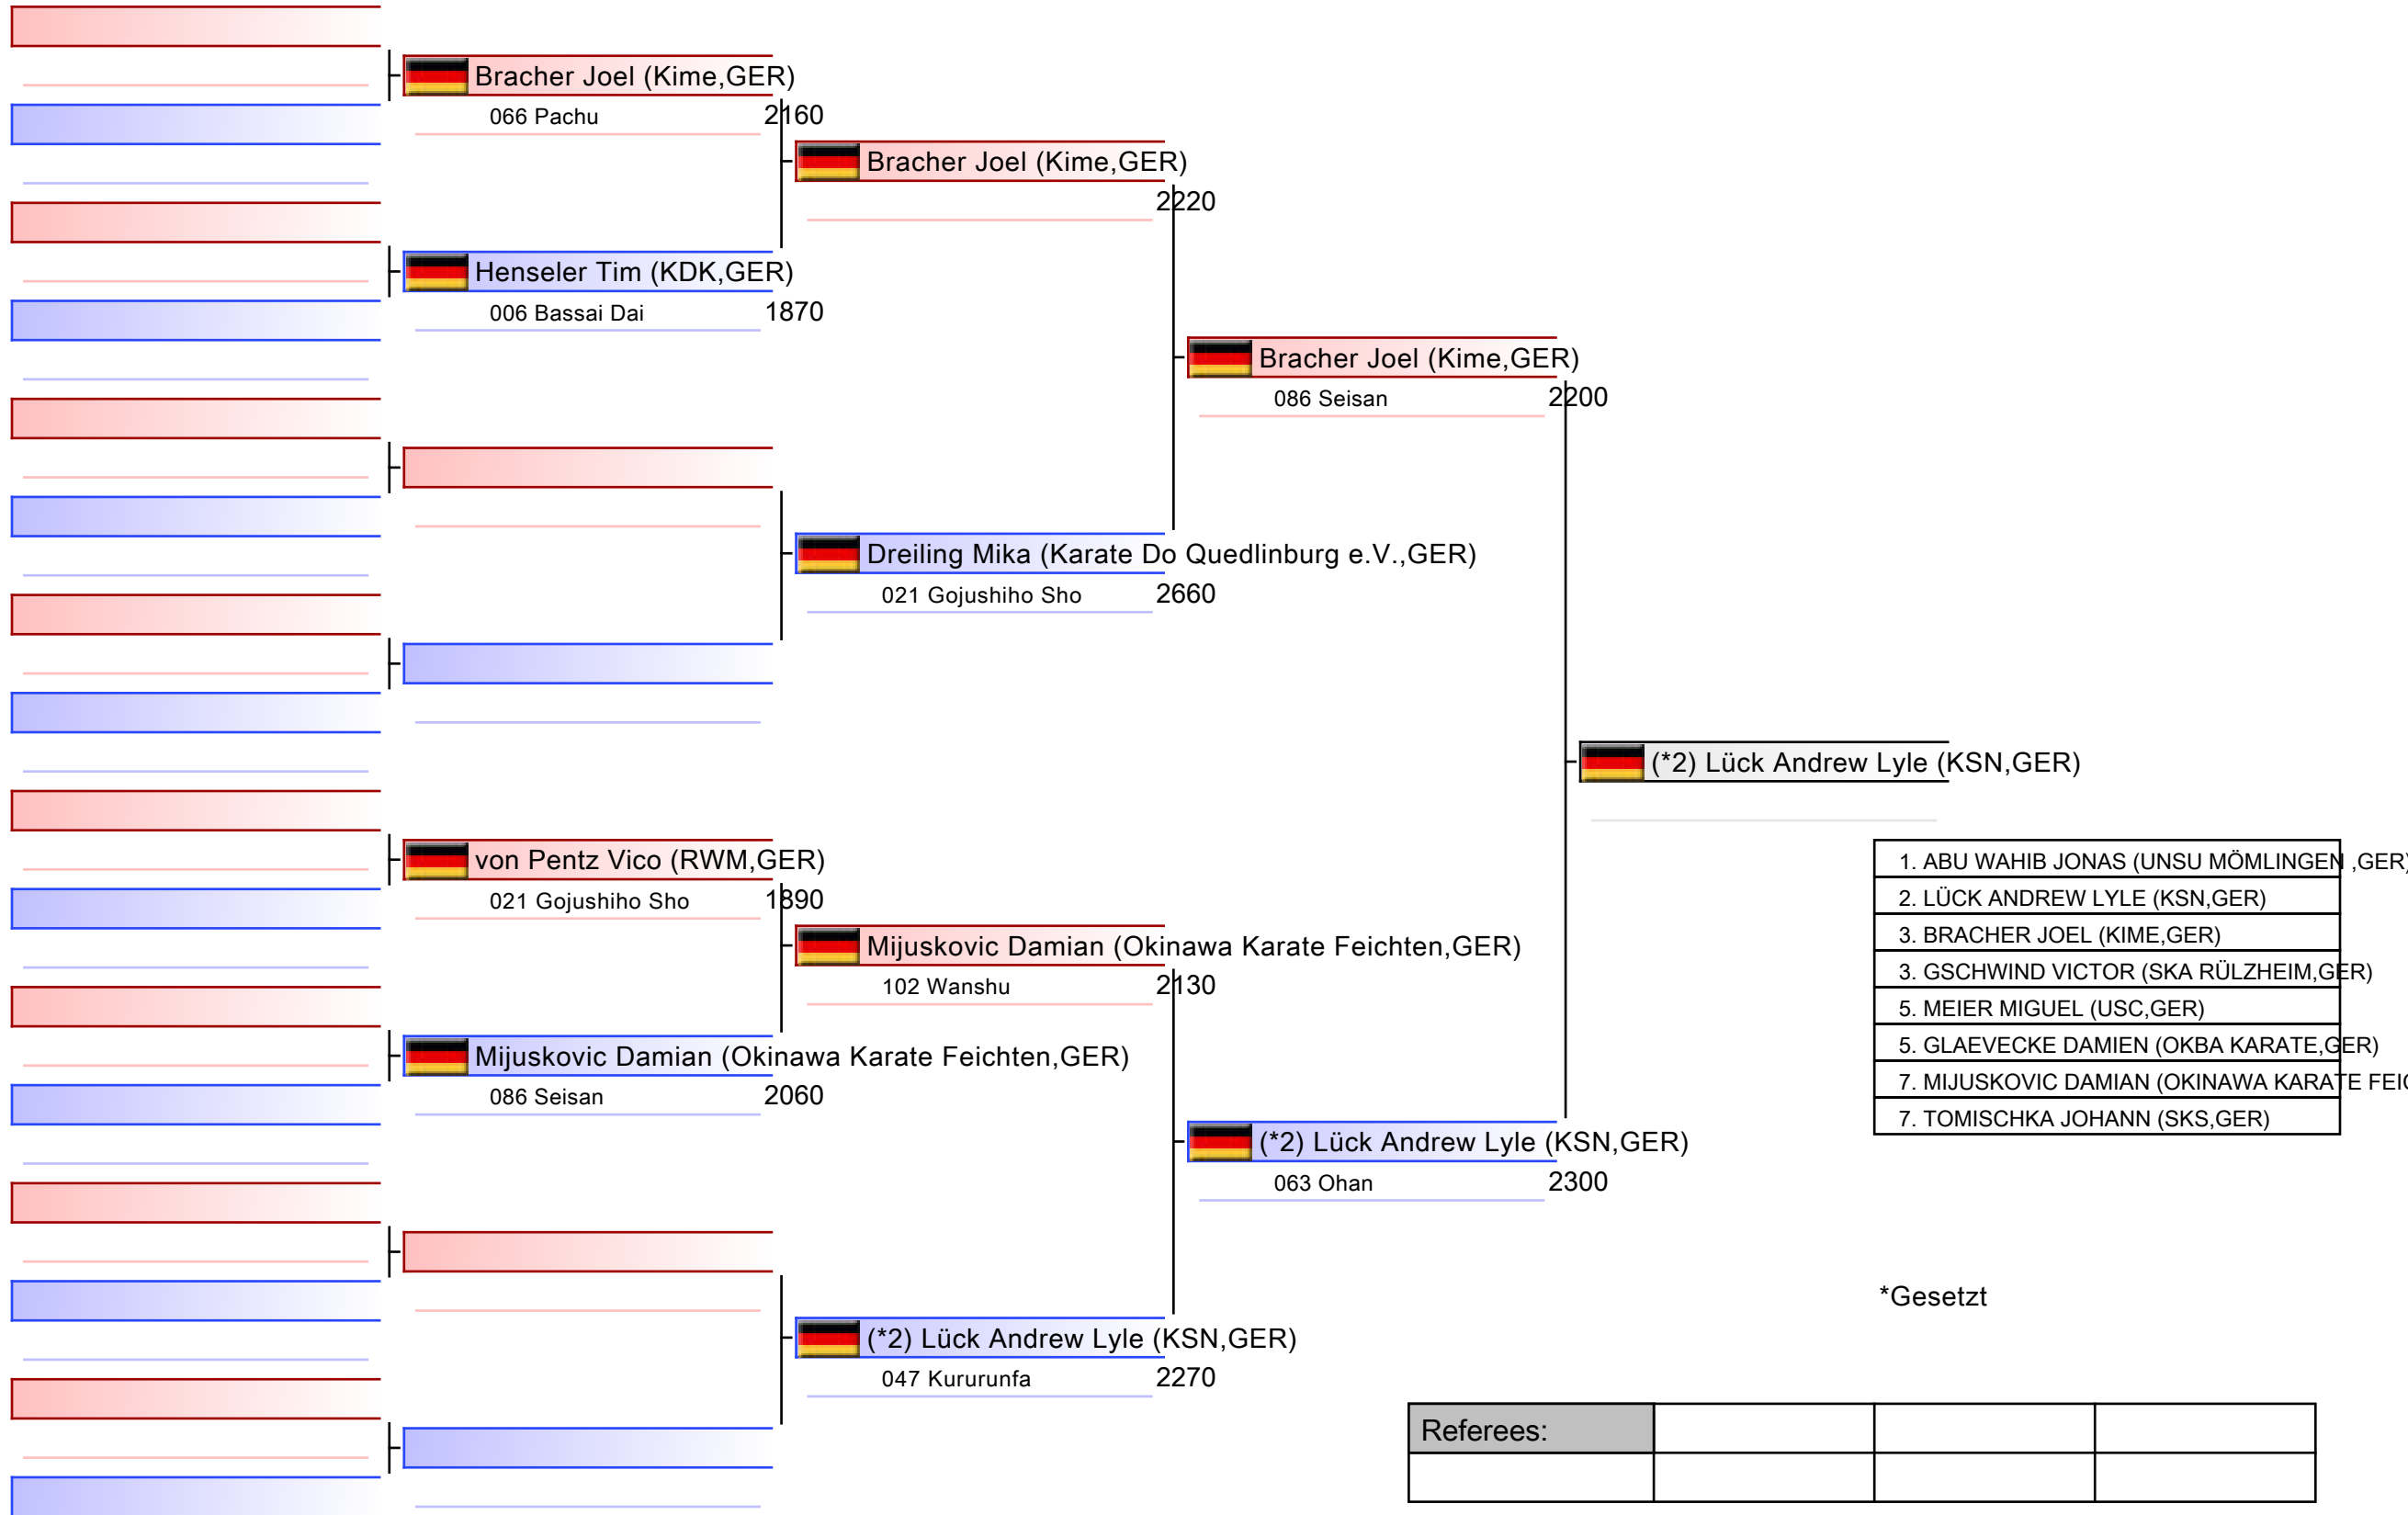 Bracher Joel (Kime,GER)
066 Pachu 2160
Bracher Joel (Kime,GER)
2220
Henseler Tim (KDK,GER)
006 Bassai Dai 1870
Bracher Joel (Kime,GER)
086 Seisan 2200
Dreiling Mika (Karate Do Quedlinburg e.V.,GER)
021 Gojushiho Sho 2660
(*2) Lück Andrew Lyle (KSN,GER)
von Pentz Vico (RWM,GER)
021 Gojushiho Sho 1890
Mijuskovic Damian (Okinawa Karate Feichten,GER)
102 Wanshu 2130
Mijuskovic Damian (Okinawa Karate Feichten,GER)
086 Seisan 2060
(*2) Lück Andrew Lyle (KSN,GER)
063 Ohan 2300
(*2) Lück Andrew Lyle (KSN,GER)
047 Kururunfa 2270
1. ABU WAHIB JONAS (UNSU MÖMLINGEN ,GER)
2. LÜCK ANDREW LYLE (KSN,GER)
3. BRACHER JOEL (KIME,GER)
3. GSCHWIND VICTOR (SKA RÜLZHEIM,GER)
5. MEIER MIGUEL (USC,GER)
5. GLAEVECKE DAMIEN (OKBA KARATE,GER)
7. MIJUSKOVIC DAMIAN (OKINAWA KARATE
7. TOMISCHKA JOHANN (SKS,GER)
*Gesetzt
Referees: